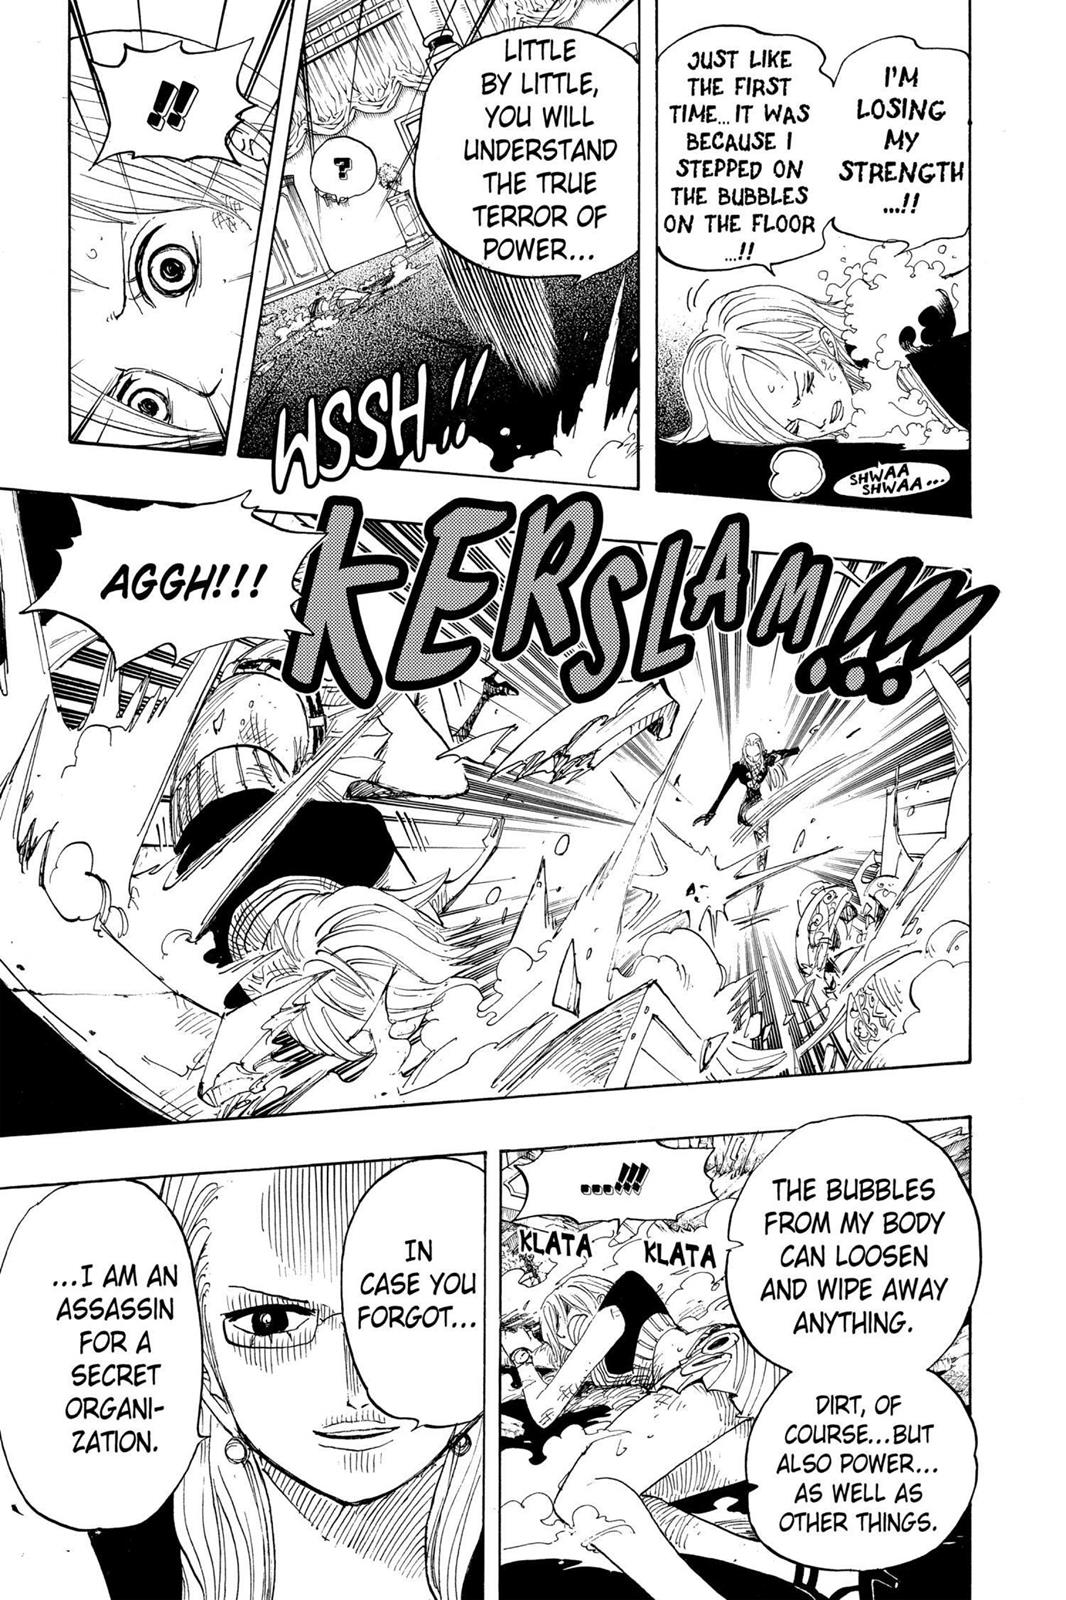 I'M
LOSING
MY
STRENGTH
...!!
JUST LIKE
THE FIRST
TIME...IT WAS
BECAUSE I
STEPPED ON
THE BUBBLES
ON THE FLOOR
...!!
SHWAA
SHWAA...
LITTLE
BY LITTLE,
YOU WILL
UNDERSTAND
THE TRUE
TERROR OF
POWER...
?
WSSH!!
!!
KERSLAM!!!
AGGH!!!
THE BUBBLES
FROM MY BODY
CAN LOOSEN
AND WIPE AWAY
ANYTHING.
DIRT, OF
COURSE...BUT
ALSO POWER...
AS WELL AS
OTHER THINGS.
....!!!
KLATA
KLATA
IN
CASE YOU
FORGOT...
...I AM AN
ASSASSIN
FOR A
SECRET
ORGANI-
ZATION.